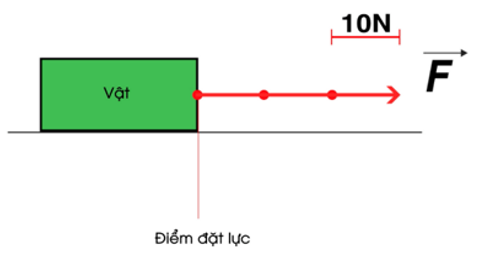 10N
F
Vật
Điểm đặt lực